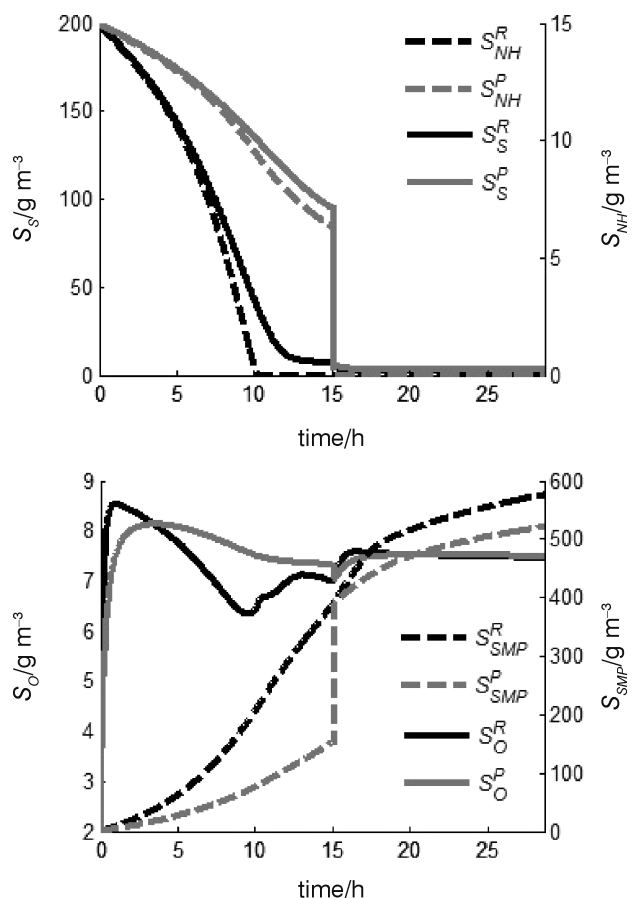 200
150
100
50
0
15
10
5
0
S_S/g m⁻³
S_NH/g m⁻³
S^R_NH
S^P_NH
S^R_S
S^P_S
0 5 10 15 20 25
time/h
9
8
7
6
5
4
3
2
600
500
400
300
200
100
0
S_O/g m⁻³
S_SMP/g m⁻³
S^R_SMP
S^P_SMP
S^R_O
S^P_O
0 5 10 15 20 25
time/h